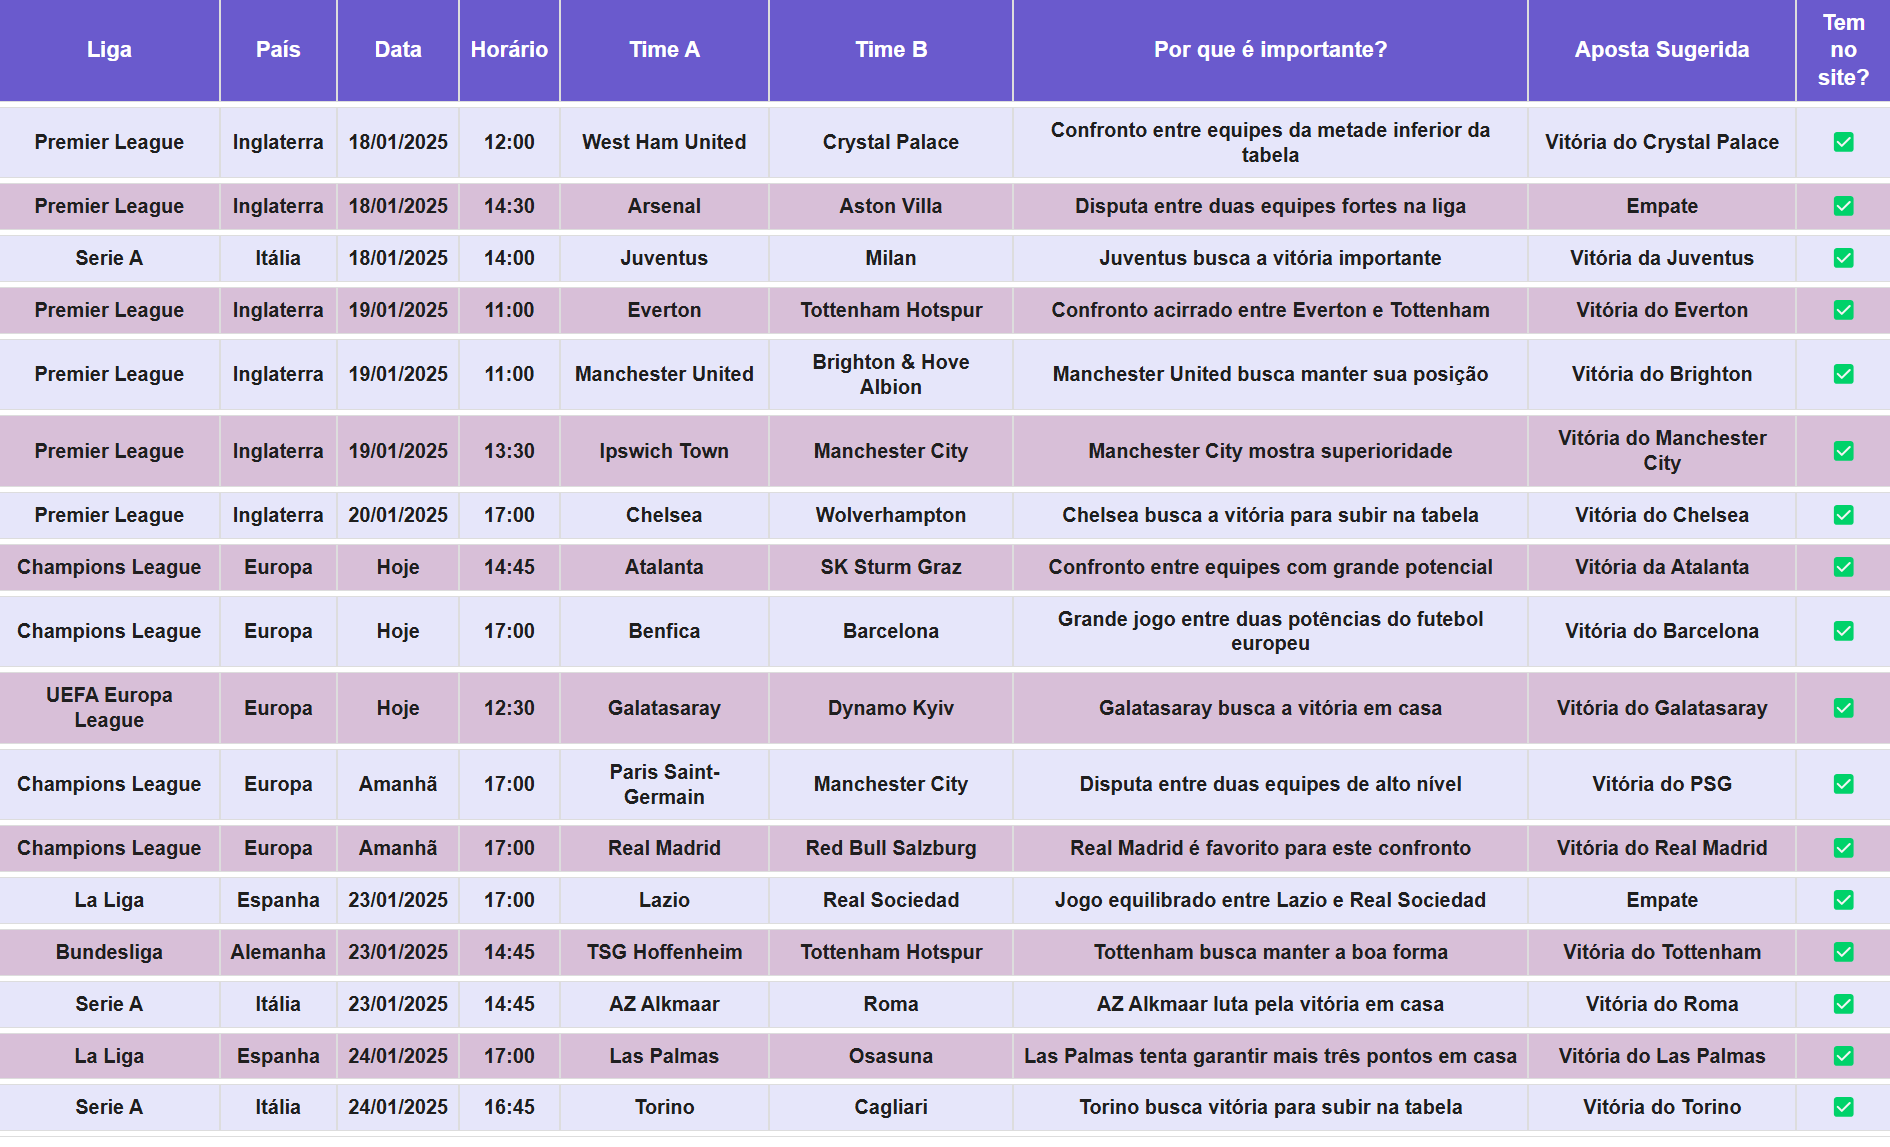 Liga País Data Horário Time A Time B Por que é importante? Aposta Sugerida Tem no site?
Premier League Inglaterra 18/01/2025 12:00 West Ham United Crystal Palace Confronto entre equipes da metade inferior da tabela Vitória do Crystal Palace ✅
Premier League Inglaterra 18/01/2025 14:30 Arsenal Aston Villa Disputa entre duas equipes fortes na liga Empate ✅
Serie A Itália 18/01/2025 14:00 Juventus Milan Juventus busca a vitória importante Vitória da Juventus ✅
Premier League Inglaterra 19/01/2025 11:00 Everton Tottenham Hotspur Confronto acirrado entre Everton e Tottenham Vitória do Everton ✅
Premier League Inglaterra 19/01/2025 11:00 Manchester United Brighton & Hove Albion Manchester United busca manter sua posição Vitória do Brighton ✅
Premier League Inglaterra 19/01/2025 13:30 Ipswich Town Manchester City Manchester City mostra superioridade Vitória do Manchester City ✅
Premier League Inglaterra 20/01/2025 17:00 Chelsea Wolverhampton Chelsea busca a vitória para subir na tabela Vitória do Chelsea ✅
Champions League Europa Hoje 14:45 Atalanta SK Sturm Graz Confronto entre equipes com grande potencial Vitória da Atalanta ✅
Champions League Europa Hoje 17:00 Benfica Barcelona Grande jogo entre duas potências do futebol europeu Vitória do Barcelona ✅
UEFA Europa League Europa Hoje 12:30 Galatasaray Dynamo Kyiv Galatasaray busca a vitória em casa Vitória do Galatasaray ✅
Champions League Europa Amanhã 17:00 Paris Saint-Germain Manchester City Disputa entre duas equipes de alto nível Vitória do PSG ✅
Champions League Europa Amanhã 17:00 Real Madrid Red Bull Salzburg Real Madrid é favorito para este confronto Vitória do Real Madrid ✅
La Liga Espanha 23/01/2025 17:00 Lazio Real Sociedad Jogo equilibrado entre Lazio e Real Sociedad Empate ✅
Bundesliga Alemanha 23/01/2025 14:45 TSG Hoffenheim Tottenham Hotspur Tottenham busca manter a boa forma Vitória do Tottenham ✅
Serie A Itália 23/01/2025 14:45 AZ Alkmaar Roma AZ Alkmaar luta pela vitória em casa Vitória do Roma ✅
La Liga Espanha 24/01/2025 17:00 Las Palmas Osasuna Las Palmas tenta garantir mais três pontos em casa Vitória do Las Palmas ✅
Serie A Itália 24/01/2025 16:45 Torino Cagliari Torino busca vitória para subir na tabela Vitória do Torino ✅